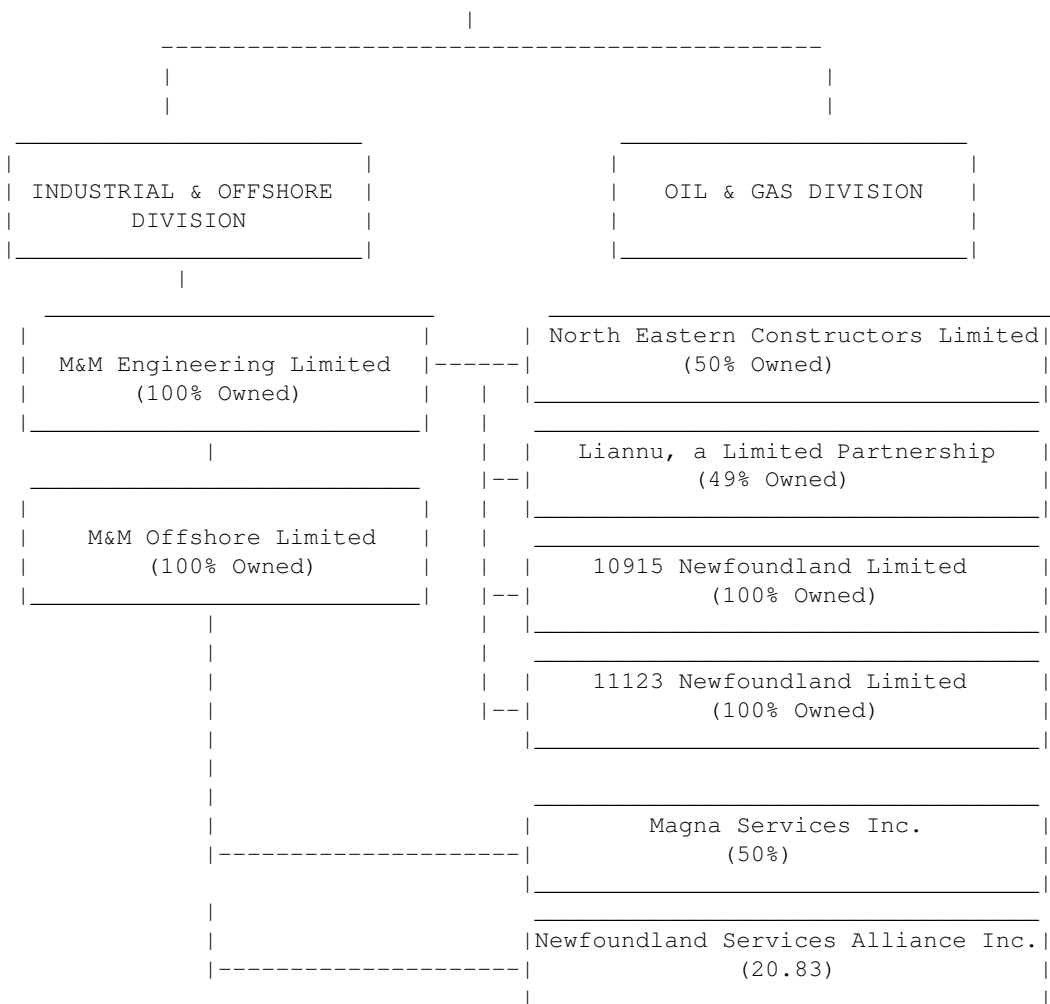 INDUSTRIAL & OFFSHORE
DIVISION
OIL & GAS DIVISION
M&M Engineering Limited
(100% Owned)
North Eastern Constructors Limited
(50% Owned)
Liannu, a Limited Partnership
(49% Owned)
M&M Offshore Limited
(100% Owned)
10915 Newfoundland Limited
(100% Owned)
11123 Newfoundland Limited
(100% Owned)
Magna Services Inc.
(50%)
Newfoundland Services Alliance Inc.
(20.83)